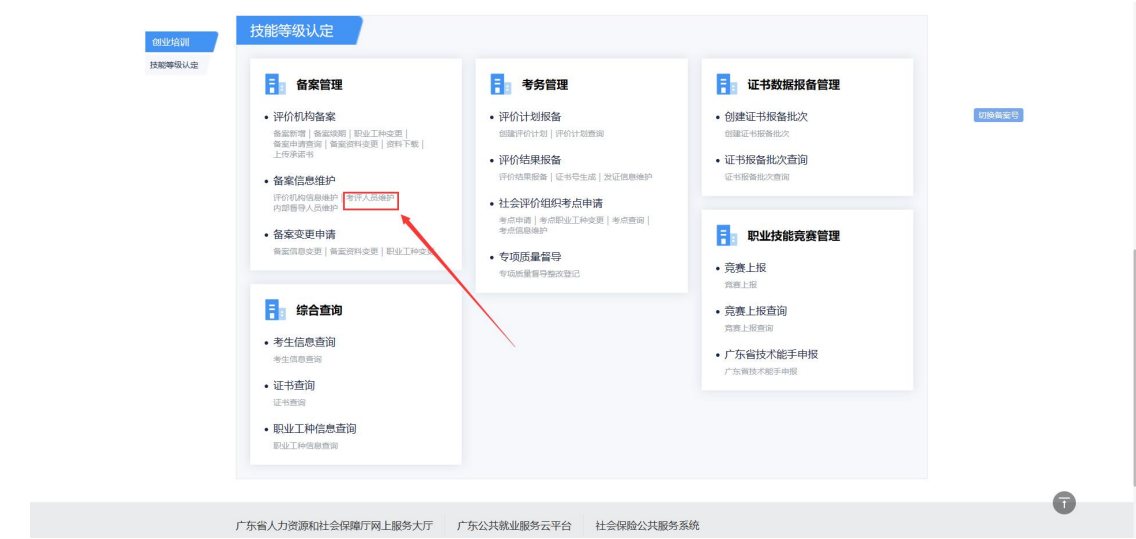 创业培训
技能等级认定
技能等级认定
备案管理
• 评价机构备案
备案新增 | 备案续期 | 职业工种变更 |
备案申请查询 | 备案资料变更 | 资料下载 |
上传承诺书
• 备案信息维护
评价机构信息维护 | 考评人员维护
内部督导人员维护
• 备案变更申请
备案信息变更 | 备案资料变更 | 职业工种变更
综合查询
• 考生信息查询
考生信息查询
• 证书查询
证书查询
• 职业工种信息查询
职业工种信息查询
考务管理
• 评价计划报备
创建评价计划 | 评价计划查询
• 评价结果报备
评价结果报备 | 证书号生成 | 发证信息维护
• 社会评价组织考点申请
考点申请 | 考点职业工种变更 | 考点查询 |
考点信息维护
• 专项质量督导
专项质量督导整改登记
证书数据报备管理
• 创建证书报备批次
创建证书报备批次
• 证书报备批次查询
证书报备批次查询
职业技能竞赛管理
• 竞赛上报
竞赛上报
• 竞赛上报查询
竞赛上报查询
• 广东省技术能手申报
广东省技术能手申报
切换备案号
广东省人力资源和社会保障厅网上服务大厅 广东公共就业服务云平台 社会保险公共服务系统